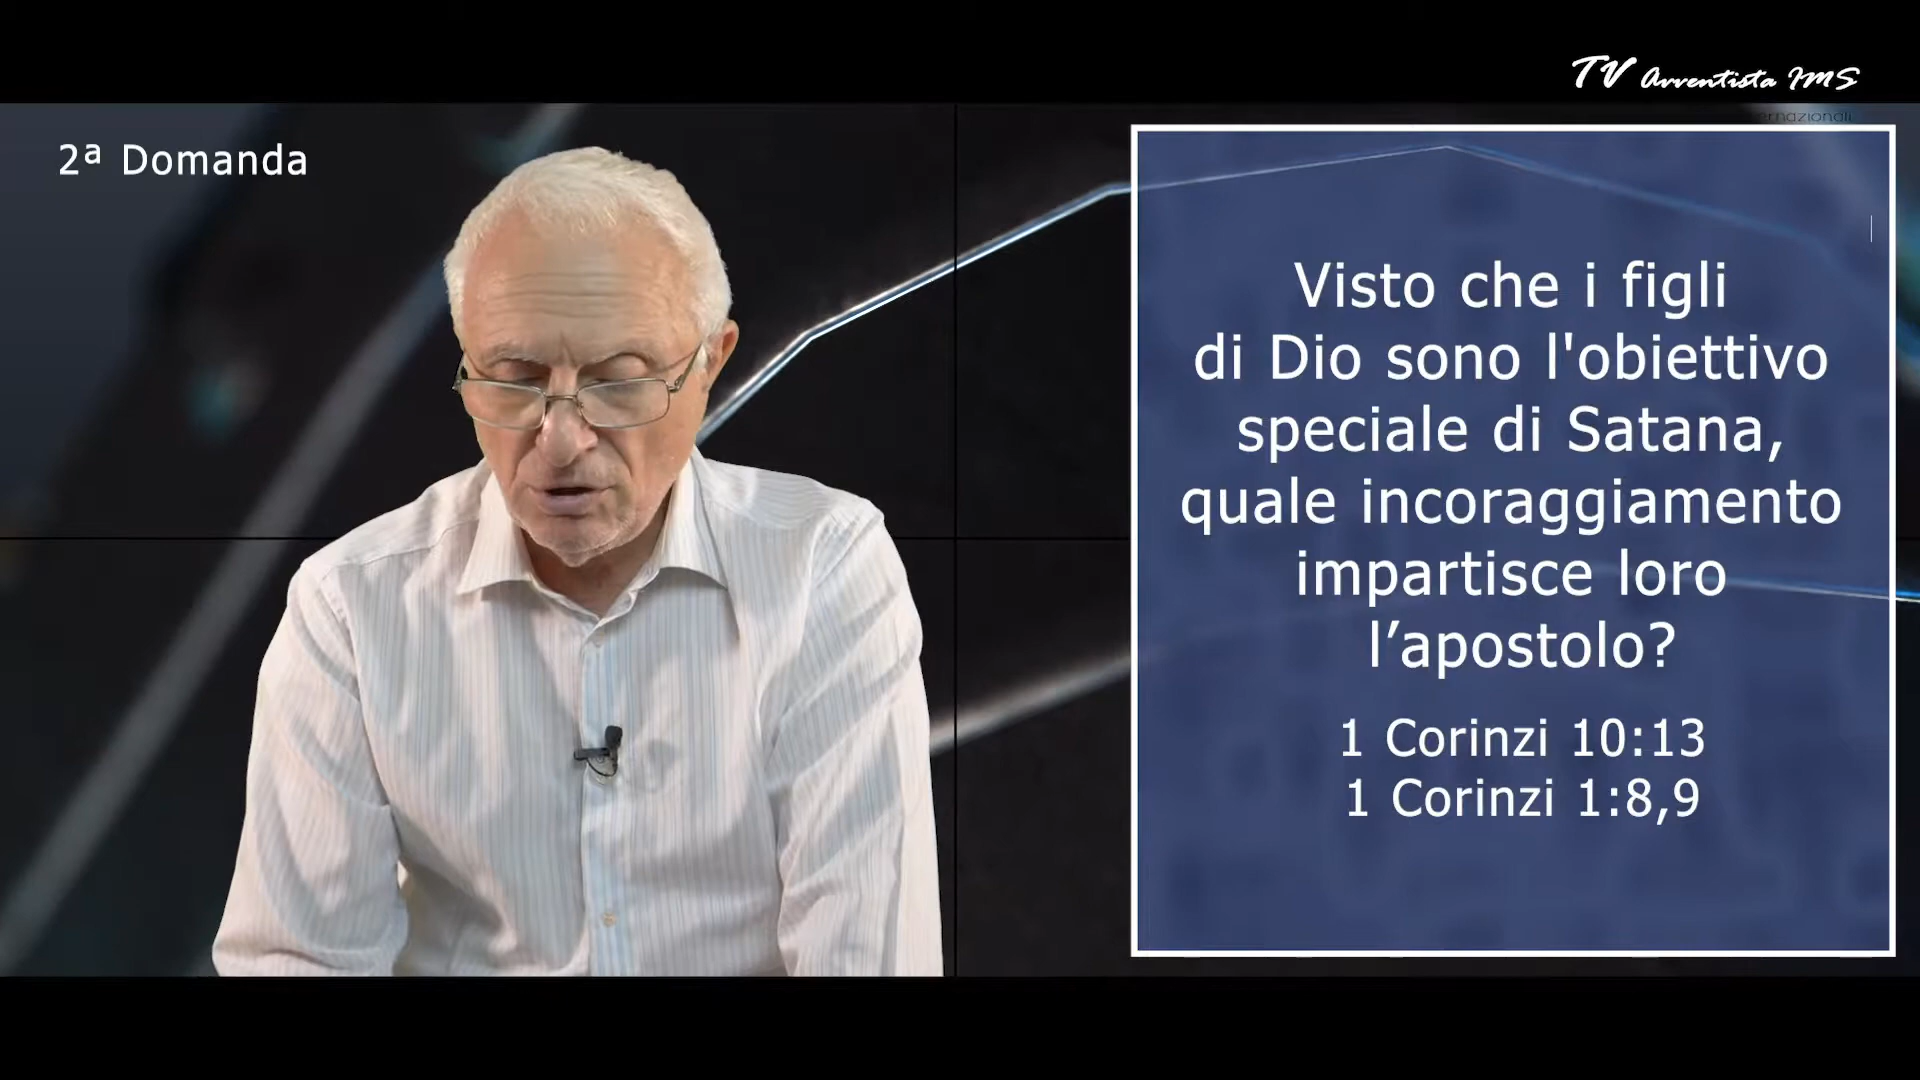 TV Avventista IMS
2ª Domanda
Visto che i figli
di Dio sono l'obiettivo
speciale di Satana,
quale incoraggiamento
impartisce loro
l’apostolo?
1 Corinzi 10:13
1 Corinzi 1:8,9